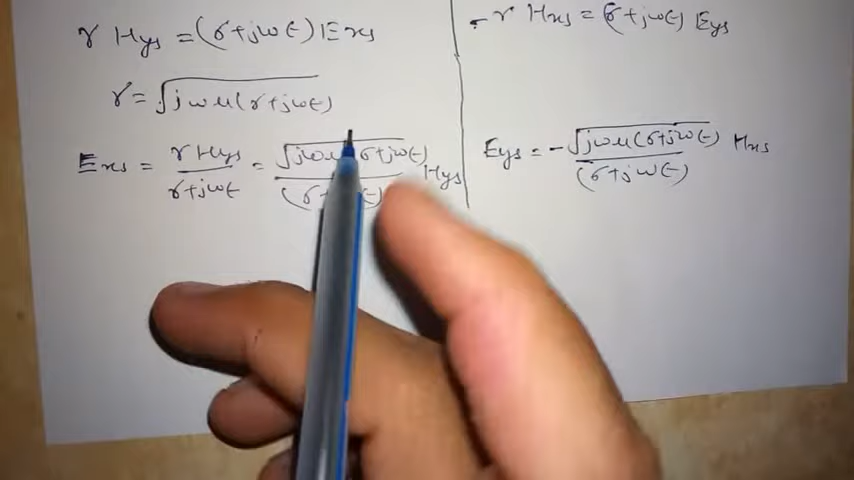 γ Hys = (σ+jωϵ) Exs
γ = √jωμ(σ+jωϵ)
Exs = γ Hys / σ+jωϵ = √jωμ(σ+jωϵ) / (σ+ ϵ) Hys
-γ Hxs = (σ+jωϵ) Eys
Eys = -√jωμ(σ+jωϵ) / (σ+jωϵ) Hxs